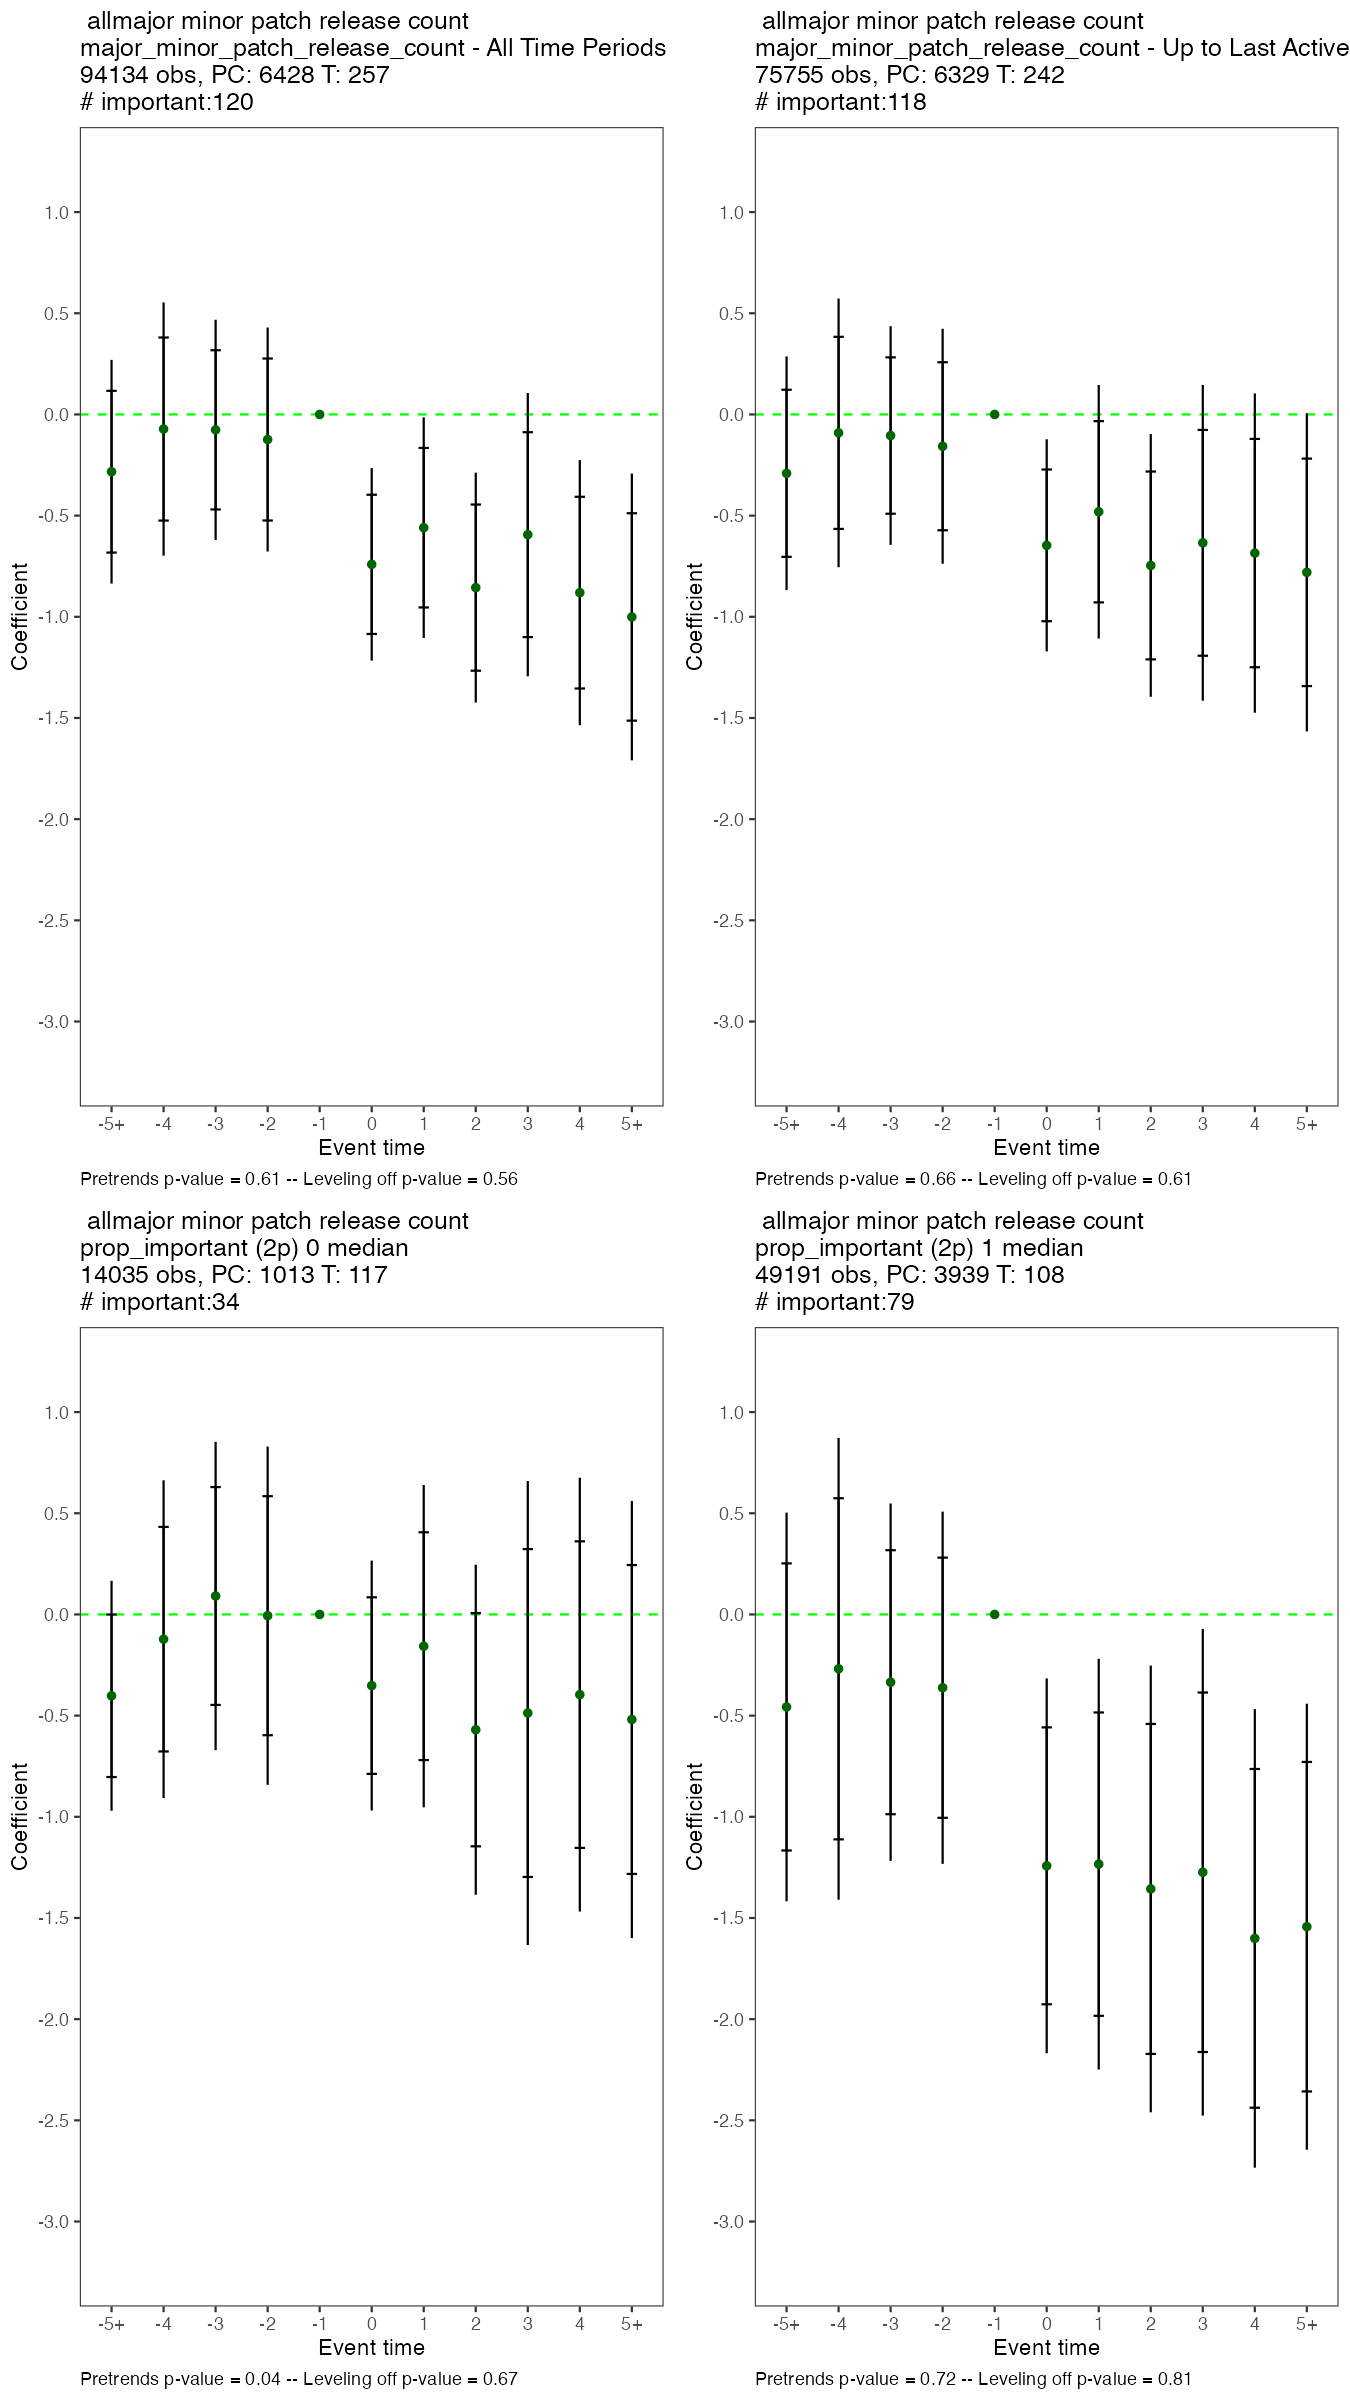 allmajor minor patch release count
major_minor_patch_release_count - All Time Periods
94134 obs, PC: 6428 T: 257
# important:120
1.0
0.5
0.0
-0.5
-1.0
-1.5
-2.0
-2.5
-3.0
Coefficient
-5+ -4 -3 -2 -1 0 1 2 3 4 5+
Event time
Pretrends p-value = 0.61 -- Leveling off p-value = 0.56
allmajor minor patch release count
major_minor_patch_release_count - Up to Last Active
75755 obs, PC: 6329 T: 242
# important:118
1.0
0.5
0.0
-0.5
-1.0
-1.5
-2.0
-2.5
-3.0
Coefficient
-5+ -4 -3 -2 -1 0 1 2 3 4 5+
Event time
Pretrends p-value = 0.66 -- Leveling off p-value = 0.61
allmajor minor patch release count
prop_important (2p) 0 median
14035 obs, PC: 1013 T: 117
# important:34
1.0
0.5
0.0
-0.5
-1.0
-1.5
-2.0
-2.5
-3.0
Coefficient
-5+ -4 -3 -2 -1 0 1 2 3 4 5+
Event time
Pretrends p-value = 0.04 -- Leveling off p-value = 0.67
allmajor minor patch release count
prop_important (2p) 1 median
49191 obs, PC: 3939 T: 108
# important:79
1.0
0.5
0.0
-0.5
-1.0
-1.5
-2.0
-2.5
-3.0
Coefficient
-5+ -4 -3 -2 -1 0 1 2 3 4 5+
Event time
Pretrends p-value = 0.72 -- Leveling off p-value = 0.81